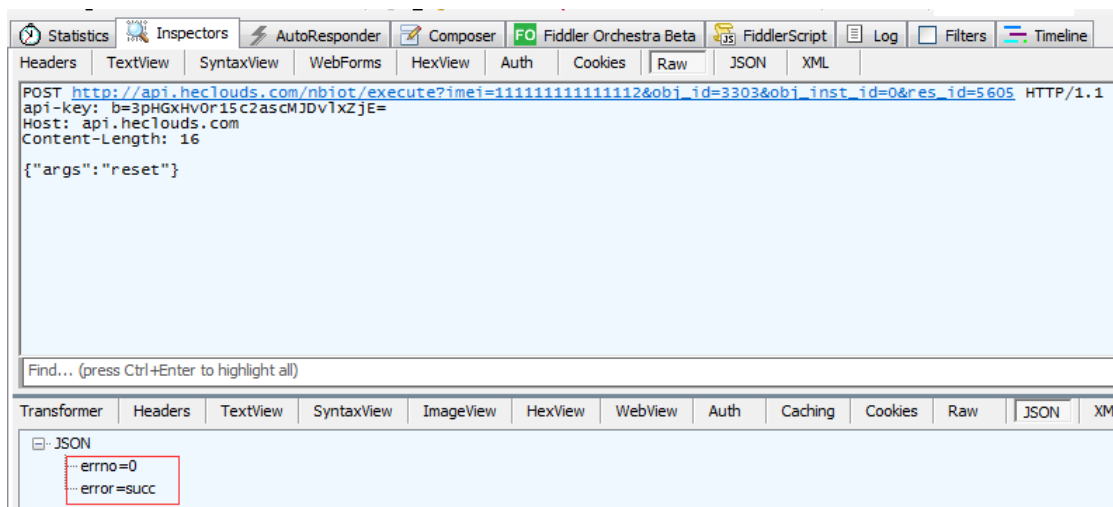 Statistics Inspectors AutoResponder Composer FO Fiddler Orchestra Beta FiddlerScript Log Filters Timeline
Headers TextView SyntaxView WebForms HexView Auth Cookies Raw JSON XML
POST http://api.heclouds.com/nbiot/execute?imei=111111111111112&obj_id=3303&obj_inst_id=0&res_id=5605 HTTP/1.1
api-key: b=3pHGxHvOr15c2ascMJDvlxZjE=
Host: api.heclouds.com
Content-Length: 16
{"args":"reset"}
Find... (press Ctrl+Enter to highlight all)
Transformer Headers TextView SyntaxView ImageView HexView WebView Auth Caching Cookies Raw JSON XM
JSON
errno=0
error=succ